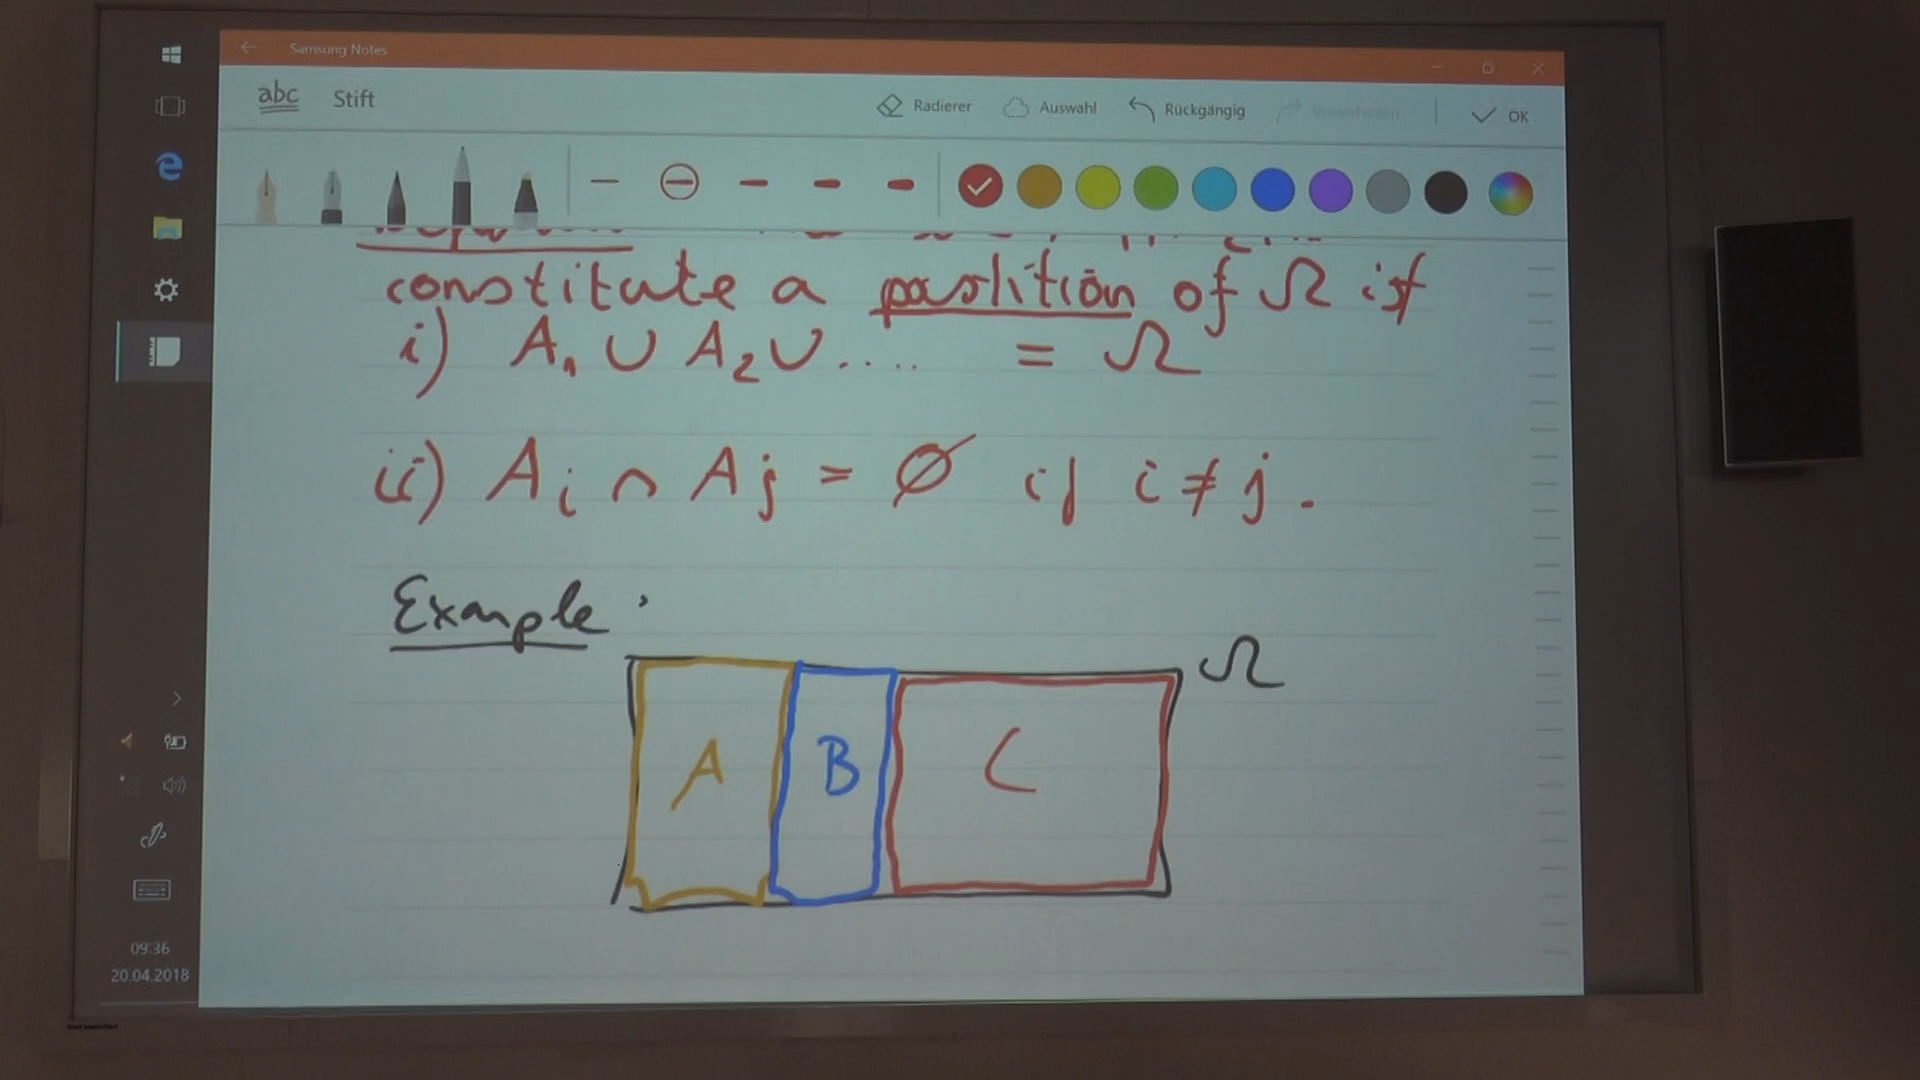 Samsung Notes
abc Stift Radierer Auswahl Rückgängig OK
constitute a partition of Ω if
i) A₁ ∪ A₂ ∪ .... = Ω
ii) Ai ∩ Aj = ∅ if i ≠ j.
Example :
Ω
A B C
09:36
20.04.2018